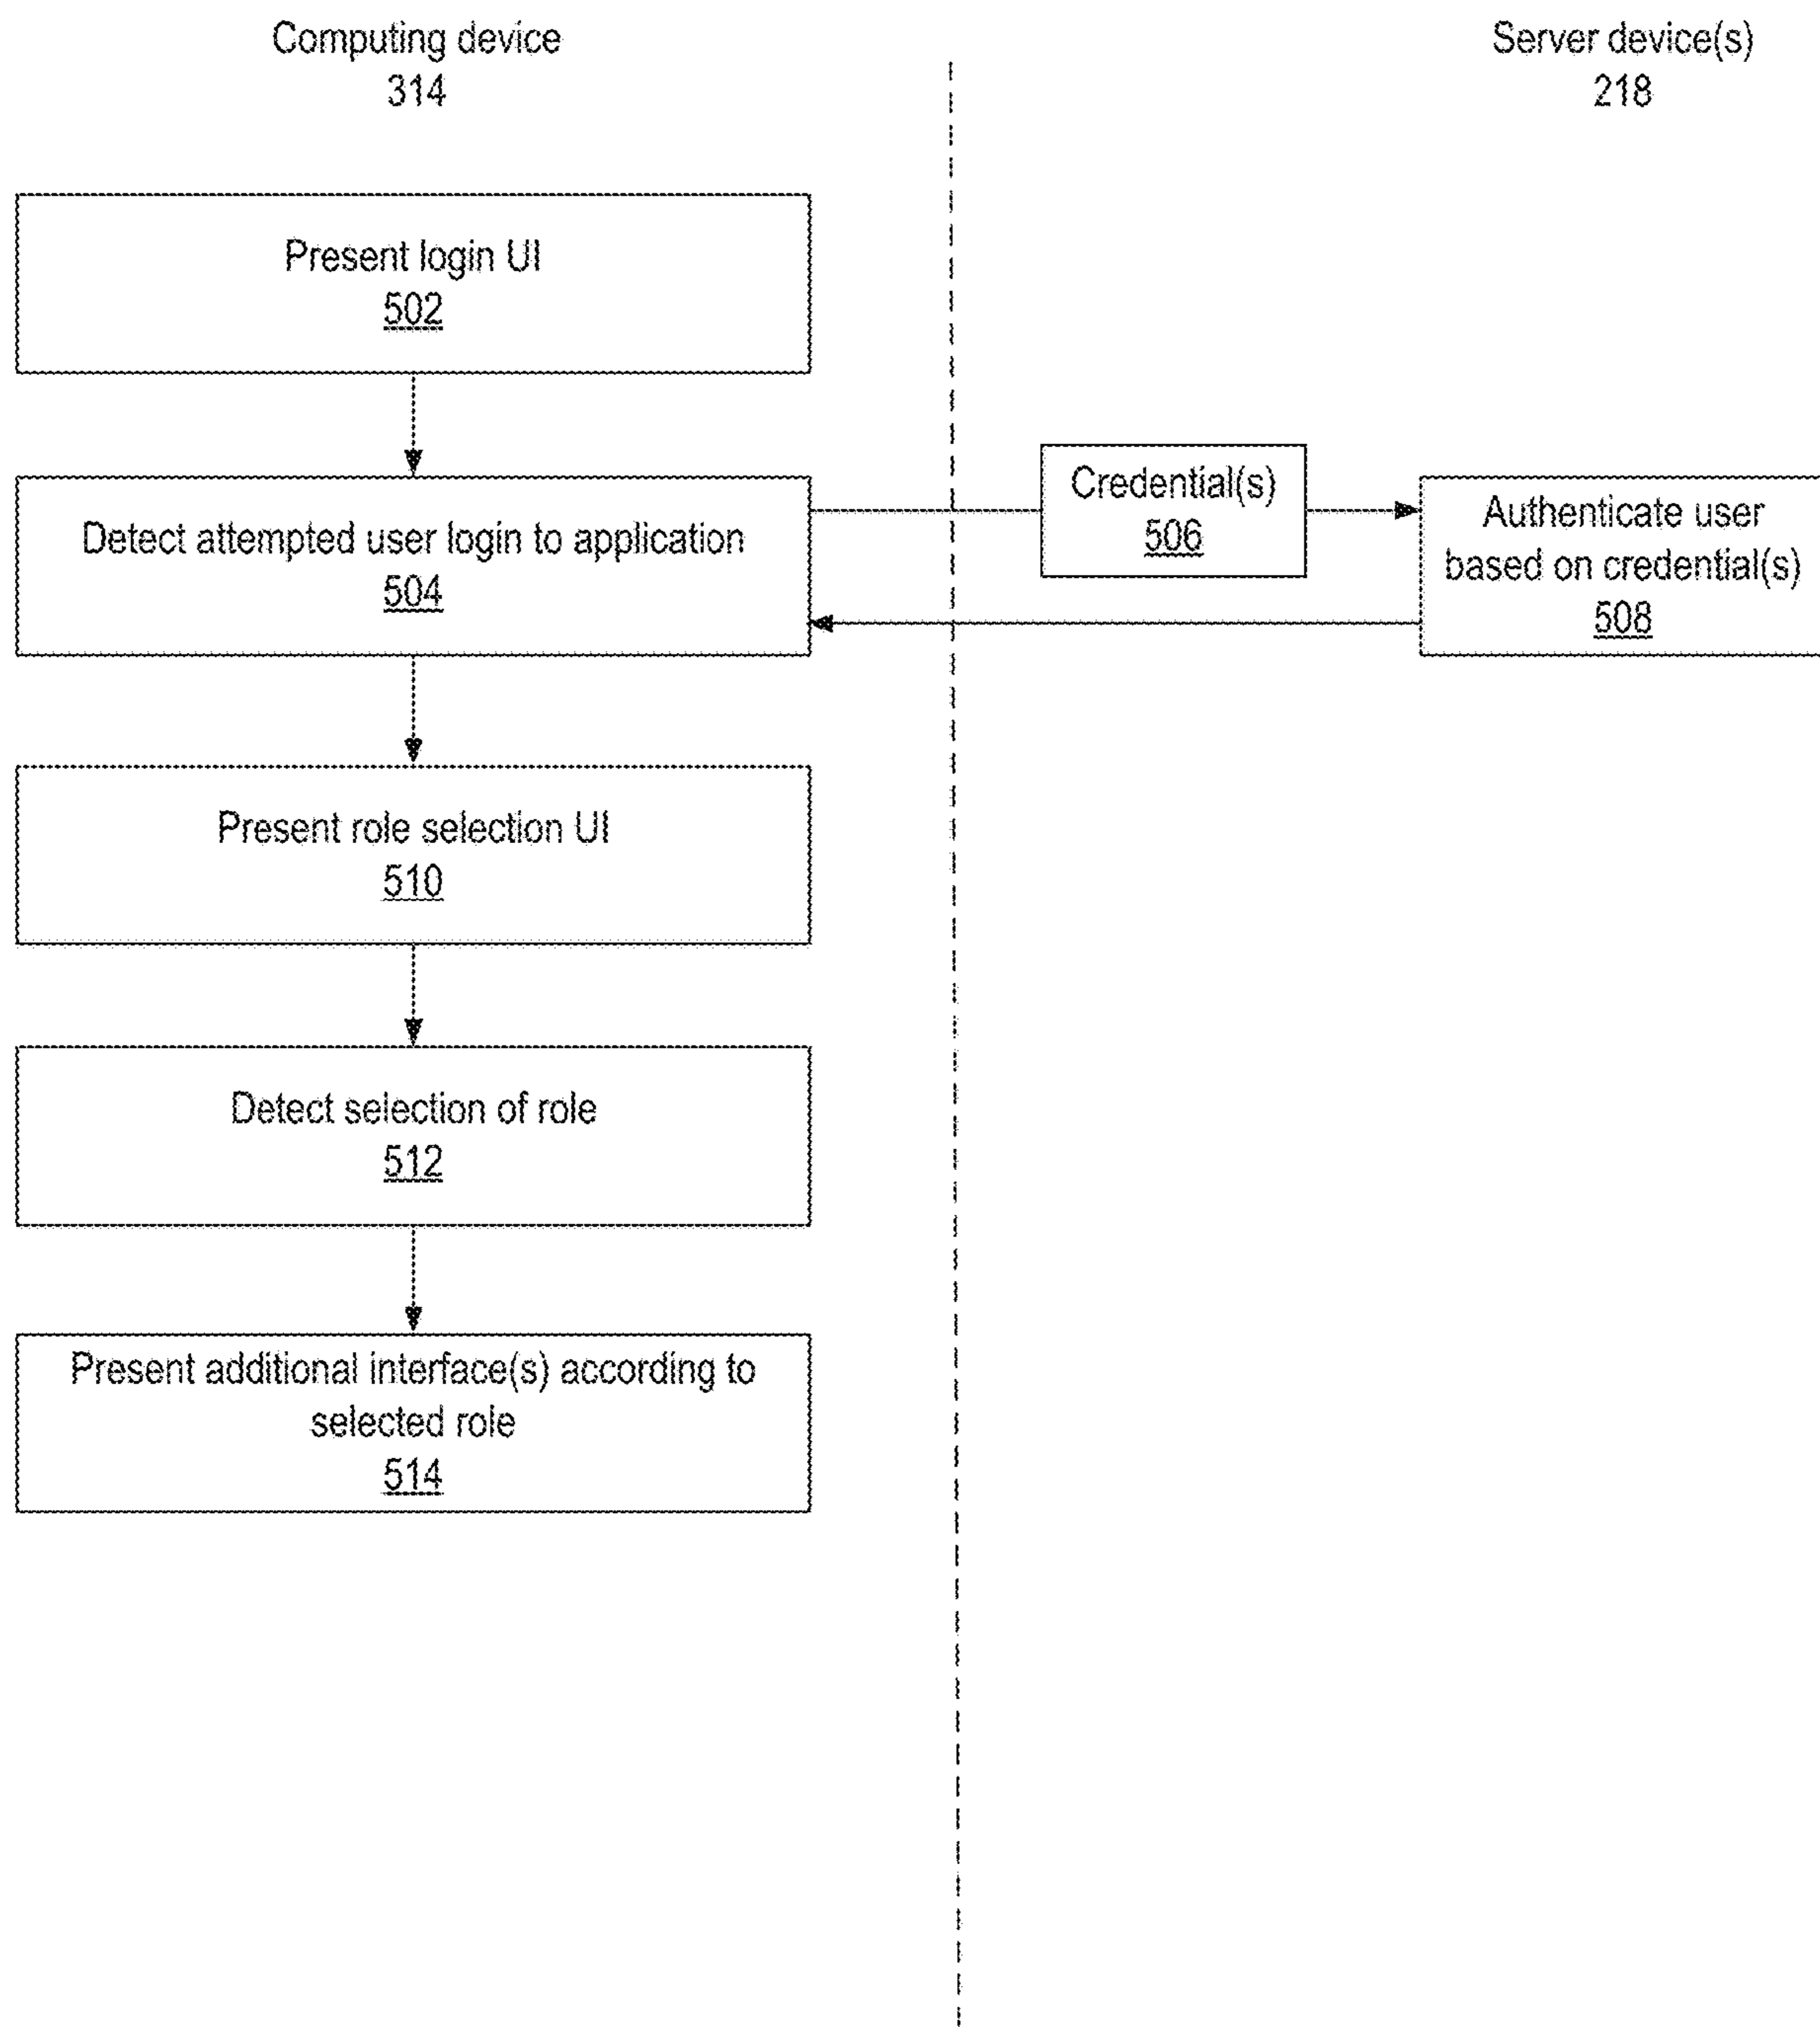 Computing device
314
Server device(s)
218
Present login UI
502
Detect attempted user login to application
504
Credential(s)
506
Authenticate user
based on credential(s)
508
Present role selection UI
510
Detect selection of role
512
Present additional interface(s) according to
selected role
514